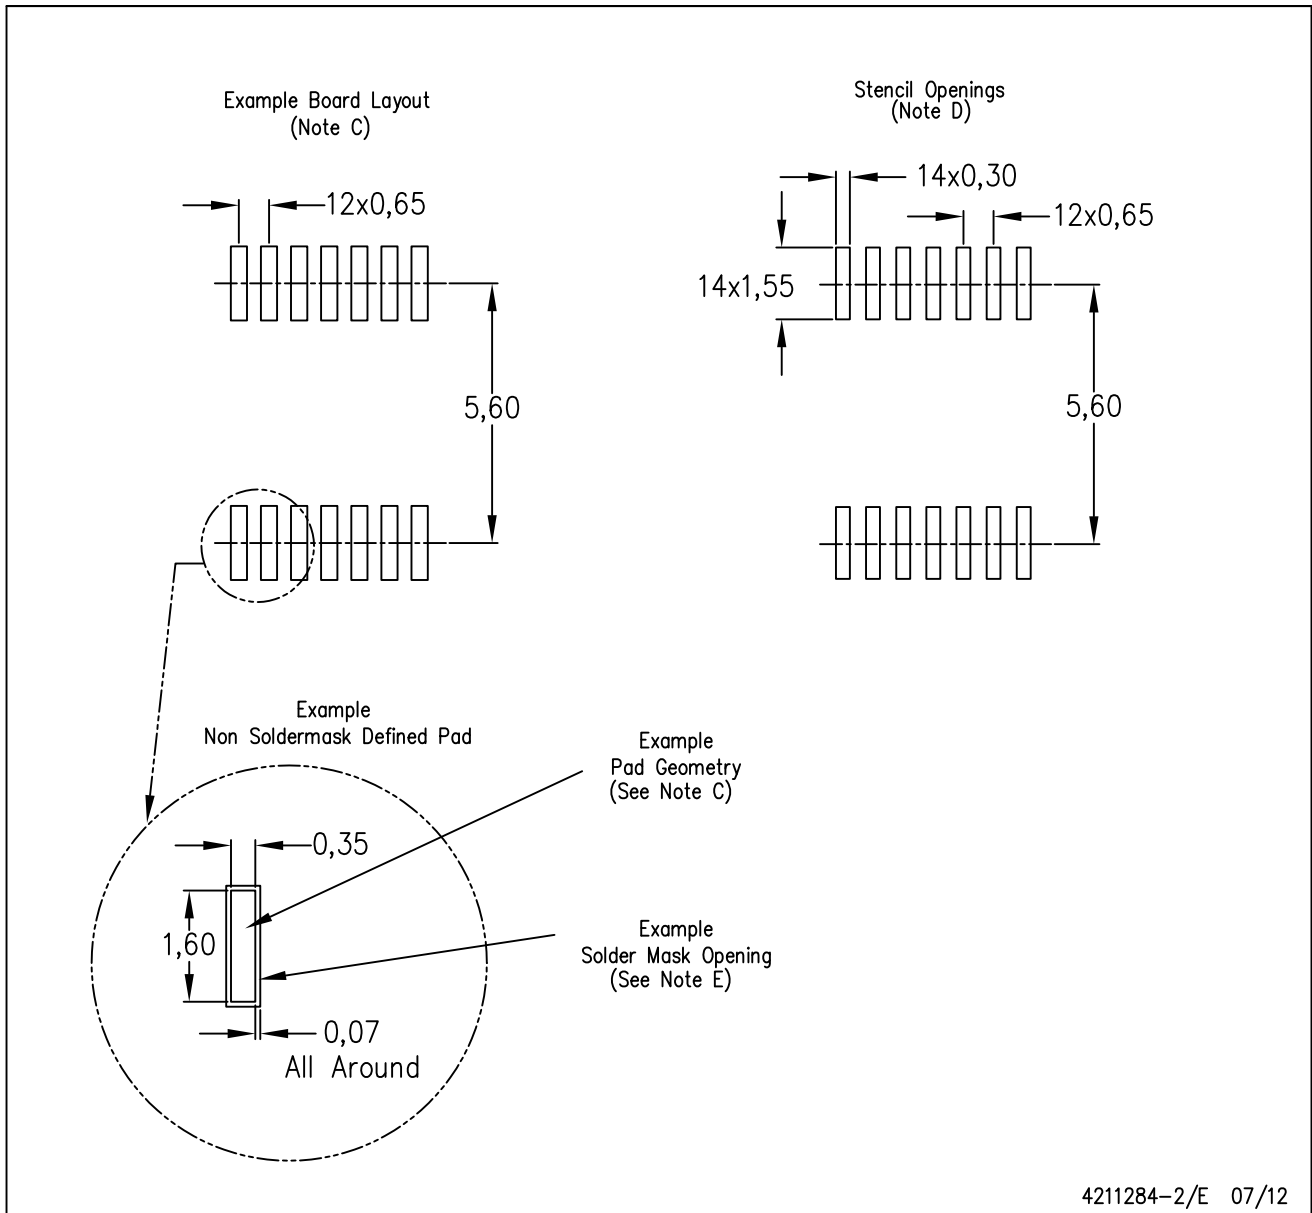 Example Board Layout
(Note C)
12x0,65
5,60
Stencil Openings
(Note D)
14x0,30
12x0,65
14x1,55
5,60
Example
Non Soldermask Defined Pad
0,35
1,60
0,07
All Around
Example
Pad Geometry
(See Note C)
Example
Solder Mask Opening
(See Note E)
4211284-2/E 07/12